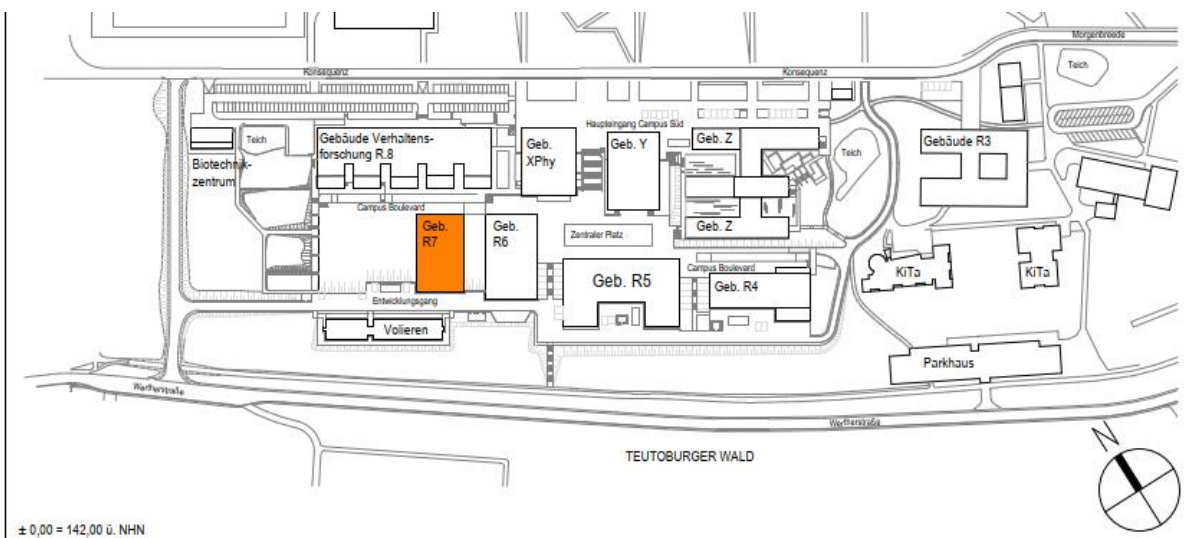 Morgenbreede
Teich
Konsequenz
Konsequenz
Haupteingang Campus Süd
Teich
Gebäude Verhaltens-
forschung R.8
Geb.
XPhy
Geb. Y
Geb. Z
Teich
Gebäude R3
Biotechnik-
zentrum
Campus Boulevard
Geb.
R7
Geb.
R6
Zentraler Platz
Geb. Z
Campus Boulevard
Geb. R5
Geb. R4
KiTa
KiTa
Entwicklungsgang
Volieren
Parkhaus
Wertherstraße
Wertherstraße
TEUTOBURGER WALD
N
± 0,00 = 142,00 ü. NHN